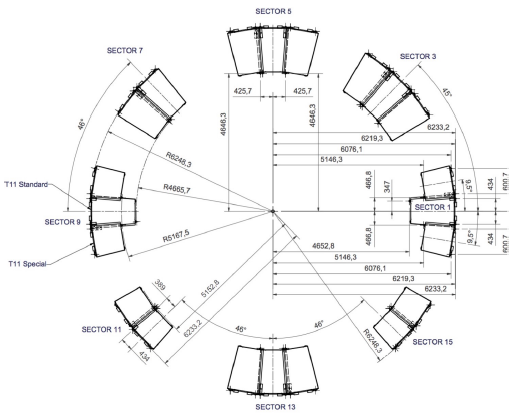 SECTOR 5
SECTOR 7
SECTOR 3
425,7
425,7
46°
45°
4646,3
4646,3
6233,2
6219,3
6076,1
5146,3
R6248,3
R4665,7
R5167,5
T11 Standard
SECTOR 9
T11 Special
466,8
347
SECTOR 1
9,5°
434
600,7
466,8
9,5°
434
600,7
4652,8
5146,3
6076,1
6219,3
6233,2
389
5152,8
6233,2
R6248,3
SECTOR 11
434
46°
46°
SECTOR 15
SECTOR 13